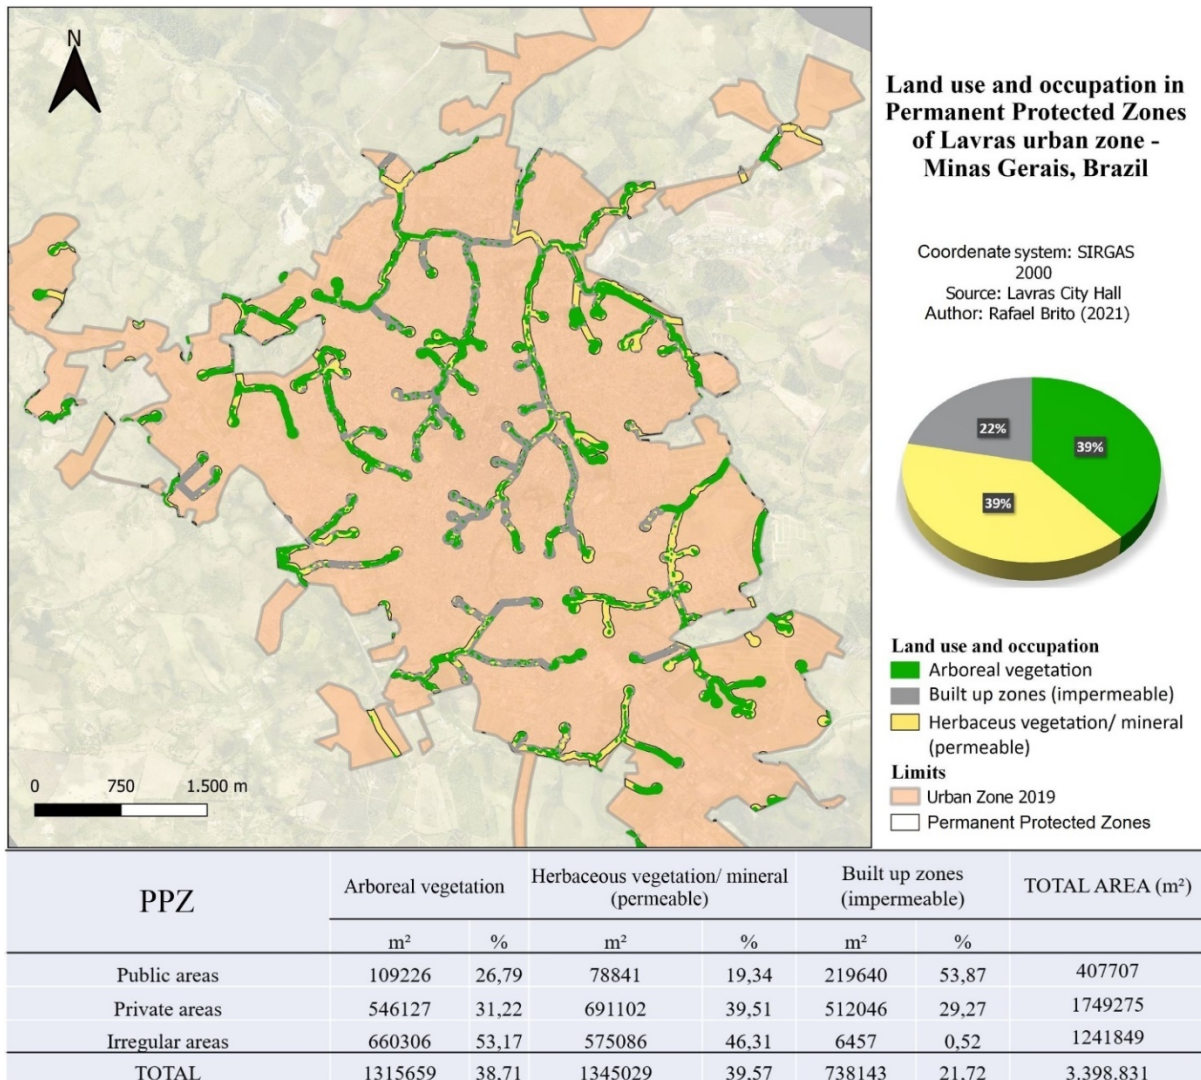 N
0 750 1.500 m
Land use and occupation in
Permanent Protected Zones
of Lavras urban zone -
Minas Gerais, Brazil
Coordenate system: SIRGAS
2000
Source: Lavras City Hall
Author: Rafael Brito (2021)
22%
39%
39%
Land use and occupation
Arboreal vegetation
Built up zones (impermeable)
Herbaceus vegetation/ mineral
(permeable)
Limits
Urban Zone 2019
Permanent Protected Zones
PPZ Arboreal vegetation Herbaceous vegetation/ mineral (permeable) Built up zones (impermeable) TOTAL AREA (m²)
m² % m² % m² %
Public areas 109226 26,79 78841 19,34 219640 53,87 407707
Private areas 546127 31,22 691102 39,51 512046 29,27 1749275
Irregular areas 660306 53,17 575086 46,31 6457 0,52 1241849
TOTAL 1315659 38,71 1345029 39,57 738143 21,72 3.398,831